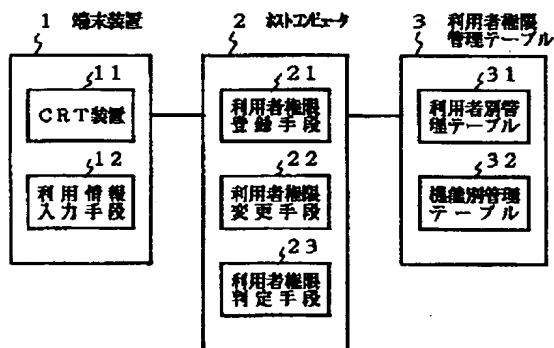 1 端末装置
2 ホストコンピュータ
3 利用者権限
管理テーブル
11
CRT装置
12
利用情報
入力手段
21
利用者権限
登録手段
22
利用者権限
変更手段
23
利用者権限
判定手段
31
利用者別管
理テーブル
32
機能別管理
テーブル